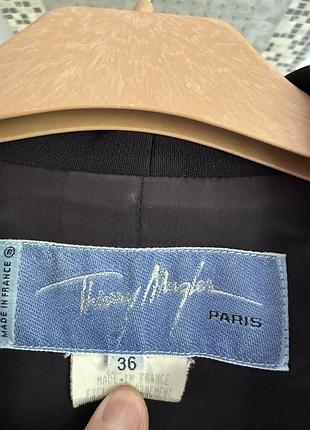 Thierry Mugler
PARIS
MADE IN FRANCE ®
36
MADE IN FRANCE